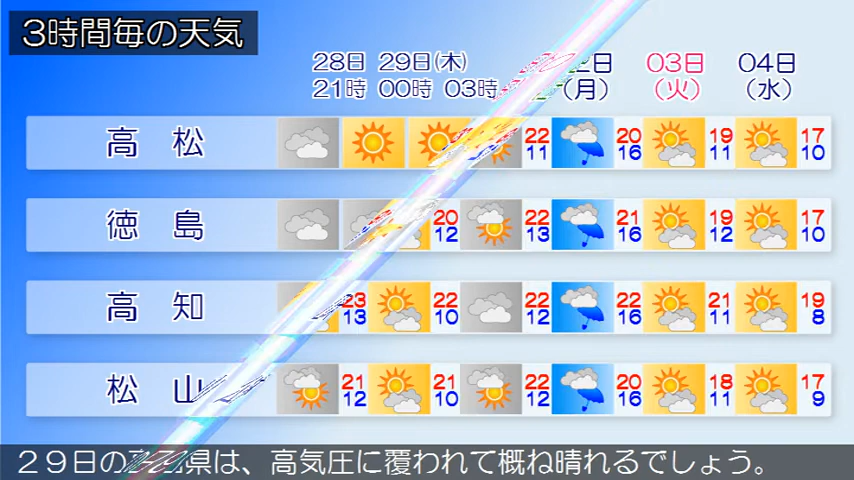 3時間毎の天気
28日 29日(木) 日 03日 04日
21時 00時 03時 (月) (火) (水)
高松 22 11 20 16 19 11 17 10
徳島 20 12 22 13 21 16 19 12 17 10
高知 23 13 22 10 22 12 22 16 21 11 19 8
松山 21 12 21 10 22 12 20 16 18 11 17 9
29日の 県は、高気圧に覆われて概ね晴れるでしょう。